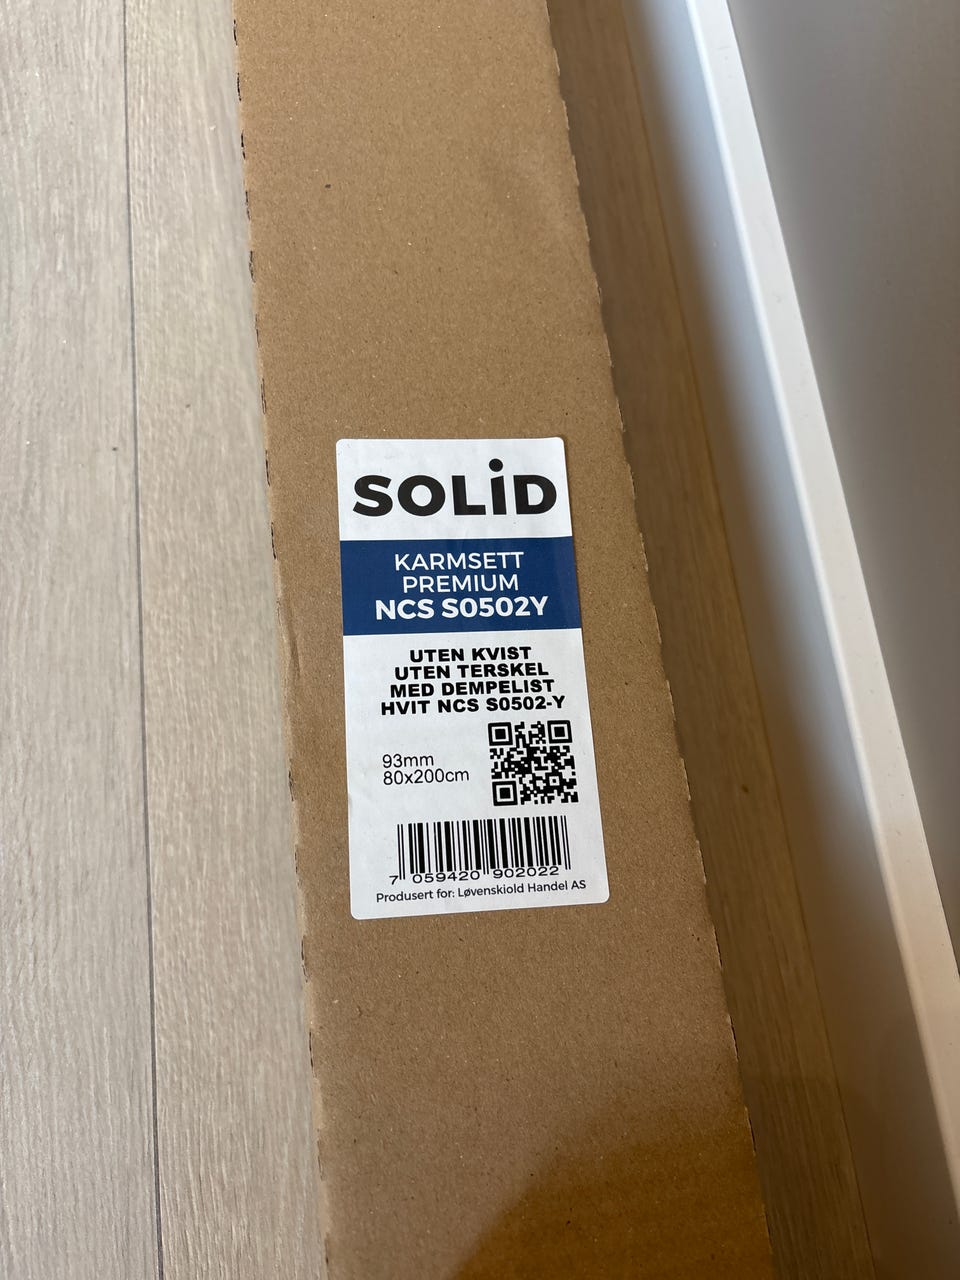 SOLiD
KARMSETT
PREMIUM
NCS S0502Y
UTEN KVIST
UTEN TERSKEL
MED DEMPELIST
HVIT NCS S0502-Y
93mm
80x200cm
7 059420 902022
Produsert for: Løvenskiold Handel AS